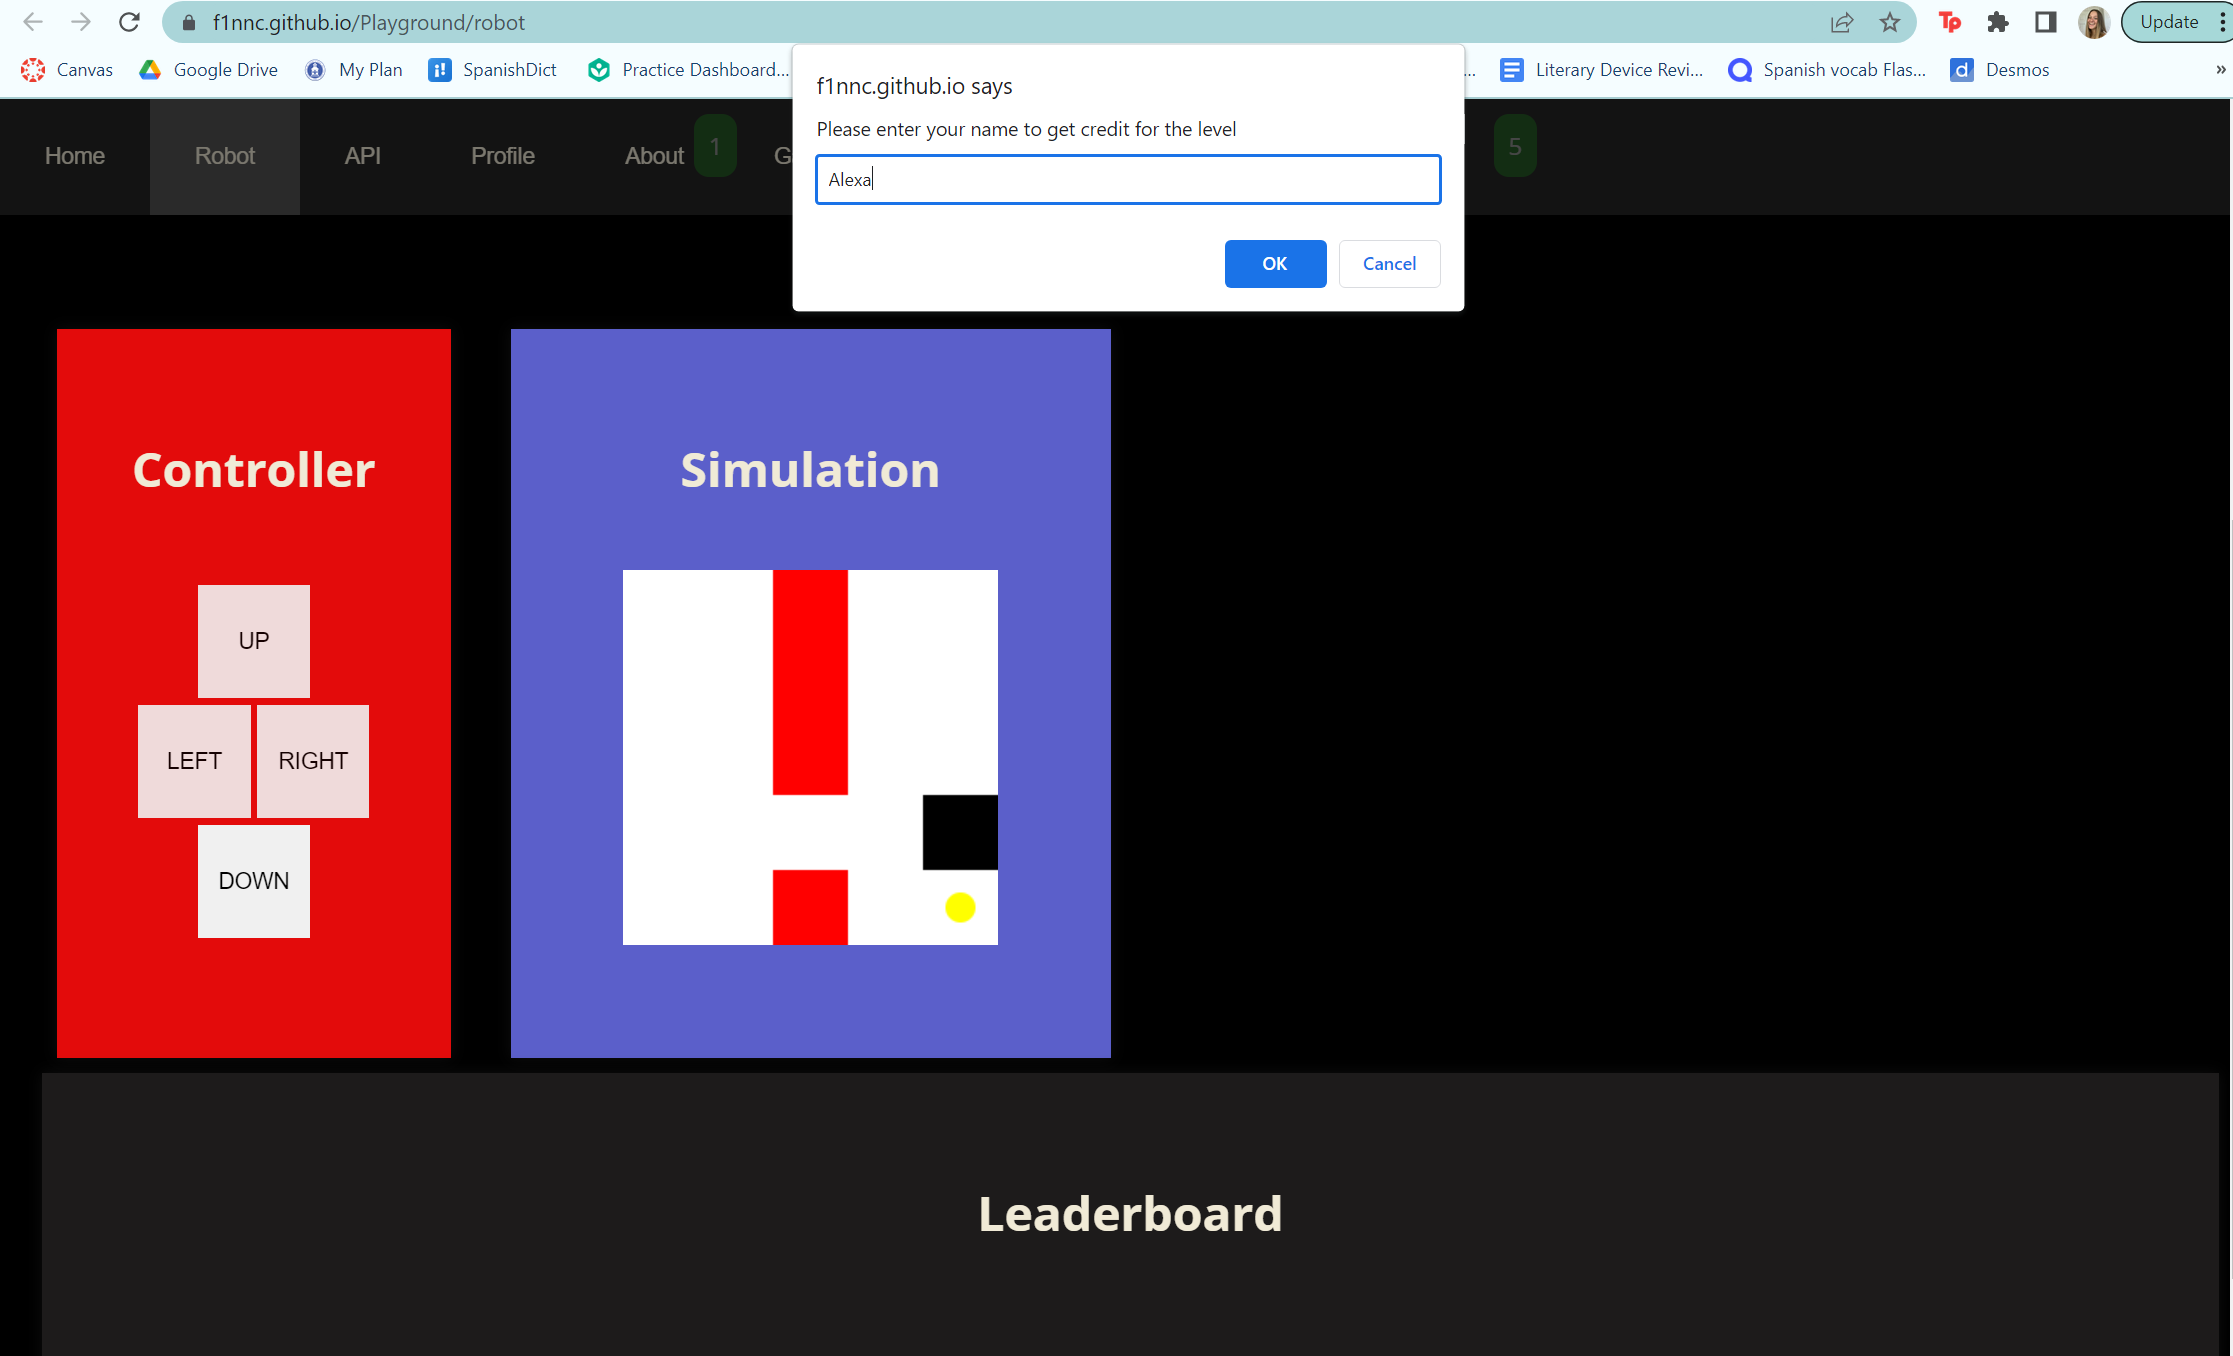 f1nnc.github.io/Playground/robot
Tp
Update
Canvas
Google Drive
My Plan
SpanishDict
Practice Dashboard...
...
Literary Device Revi...
Spanish vocab Flas...
d
Desmos
»
f1nnc.github.io says
Please enter your name to get credit for the level
Alexa
OK
Cancel
Home
Robot
API
Profile
About
1
G
5
Controller
UP
LEFT
RIGHT
DOWN
Simulation
Leaderboard